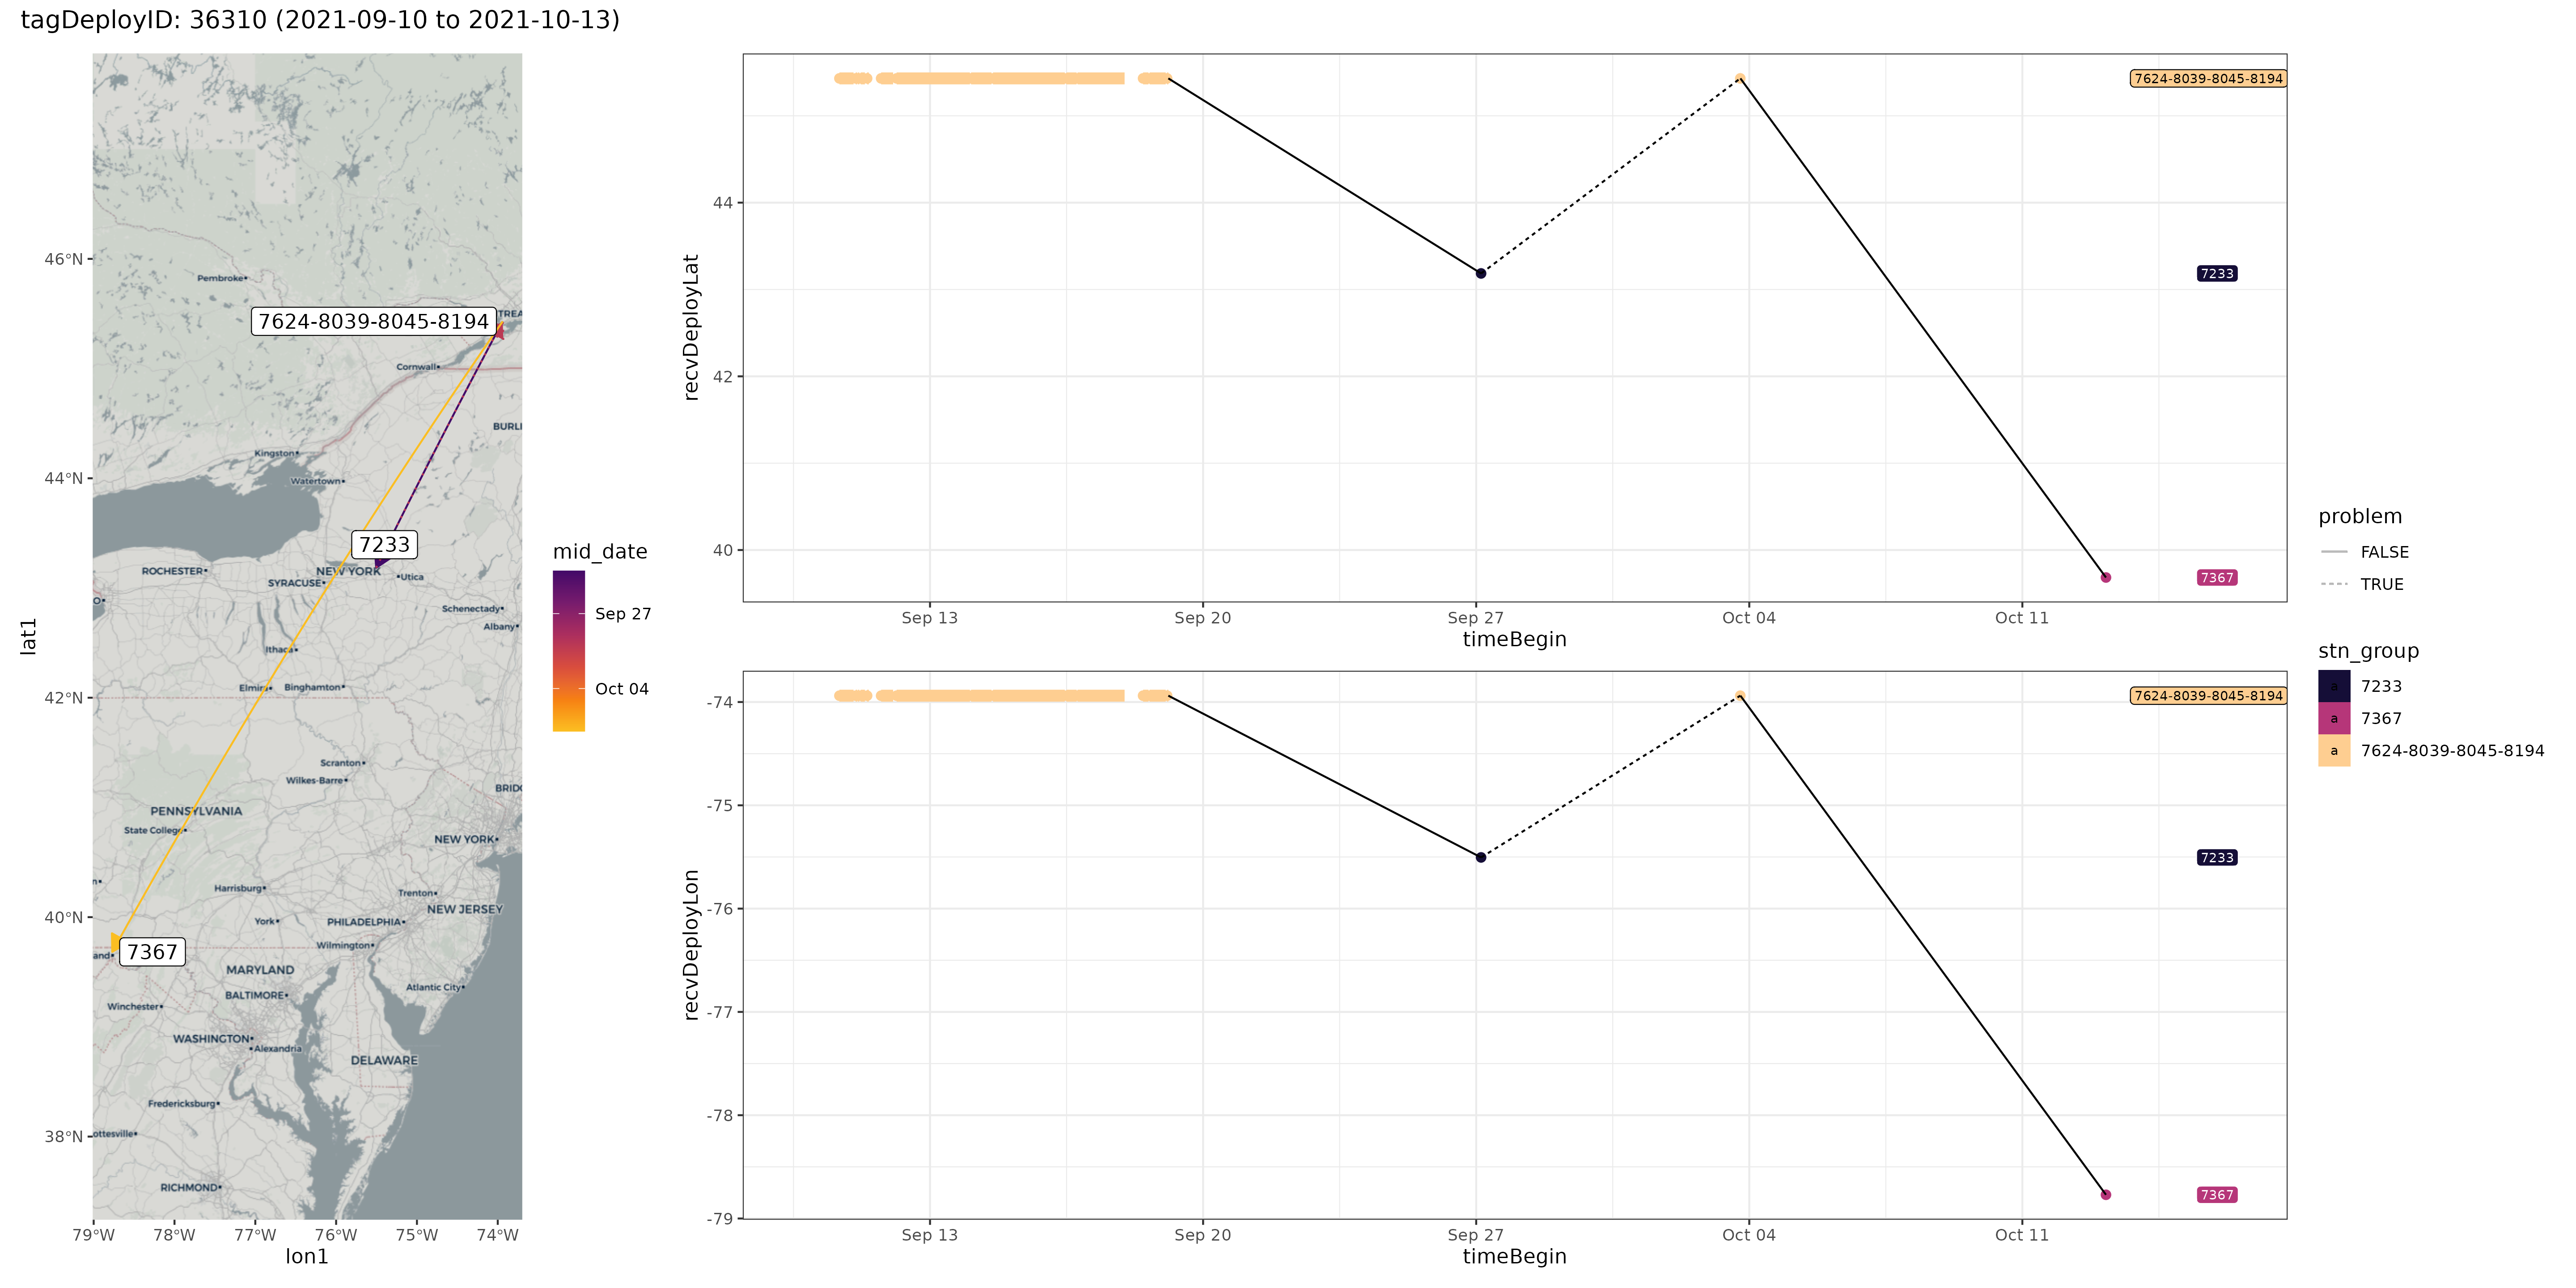 tagDeployID: 36310 (2021-09-10 to 2021-10-13)
lat1
46°N
44°N
42°N
40°N
38°N
Pembroke
7624-8039-8045-8194
TREA
Cornwall
BURLI
Kingston
Watertown
7233
ROCHESTER
NEW YORK
SYRACUSE
Utica
O
Schenectady
Albany
Ithaca
Elmira
Binghamton
Scranton
Wilkes-Barre
BRIDG
PENNSYLVANIA
State College
NEW YORK
n
Harrisburg
Trenton
NEW JERSEY
York
PHILADELPHIA
Wilmington
7367
and
MARYLAND
Atlantic City
BALTIMORE
Winchester
WASHINGTON
Alexandria
DELAWARE
Fredericksburg
ottesville
RICHMOND
79°W 78°W 77°W 76°W 75°W 74°W
lon1
mid_date
Sep 27
Oct 04
recvDeployLat
44
42
40
7624-8039-8045-8194
7233
7367
Sep 13 Sep 20 Sep 27 Oct 04 Oct 11
timeBegin
recvDeployLon
-74
-75
-76
-77
-78
-79
7624-8039-8045-8194
7233
7367
Sep 13 Sep 20 Sep 27 Oct 04 Oct 11
timeBegin
problem
FALSE
TRUE
stn_group
a 7233
a 7367
a 7624-8039-8045-8194